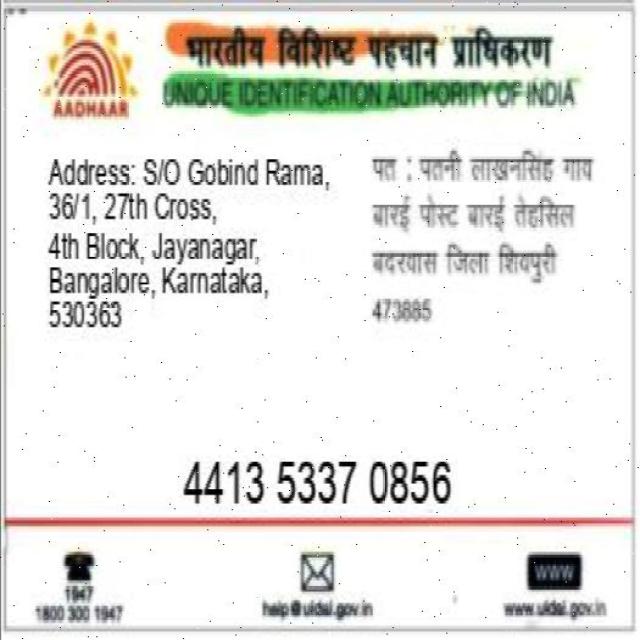 भारतीय विशिष्ट पहचान प्राधिकरण
AADHAAR
UNIQUE IDENTIFICATION AUTHORITY OF INDIA
Address: S/O Gobind Rama,
36/1, 27th Cross,
4th Block, Jayanagar,
Bangalore, Karnataka,
530363
पत : पतनी लाखनसिंह गाव
बारई पोस्ट बारई तेहसिल
बदरवास जिला शिवपुरी
473885
4413 5337 0856
1947
1800 300 1947
help@uidai.gov.in
www
www.uidai.gov.in